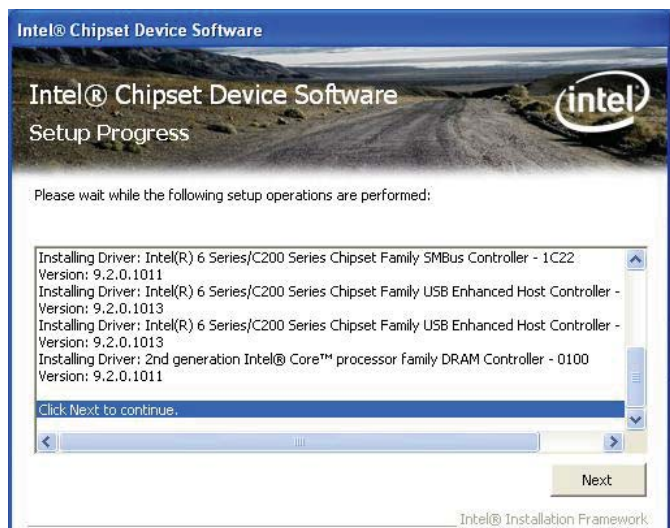 Intel® Chipset Device Software
Intel® Chipset Device Software
intel
Setup Progress
Please wait while the following setup operations are performed:
Installing Driver: Intel(R) 6 Series/C200 Series Chipset Family SMBus Controller - 1C22
Version: 9.2.0.1011
Installing Driver: Intel(R) 6 Series/C200 Series Chipset Family USB Enhanced Host Controller -
Version: 9.2.0.1013
Installing Driver: Intel(R) 6 Series/C200 Series Chipset Family USB Enhanced Host Controller -
Version: 9.2.0.1013
Installing Driver: 2nd generation Intel® Core™ processor family DRAM Controller - 0100
Version: 9.2.0.1011
Click Next to continue.
Next
Intel® Installation Framework